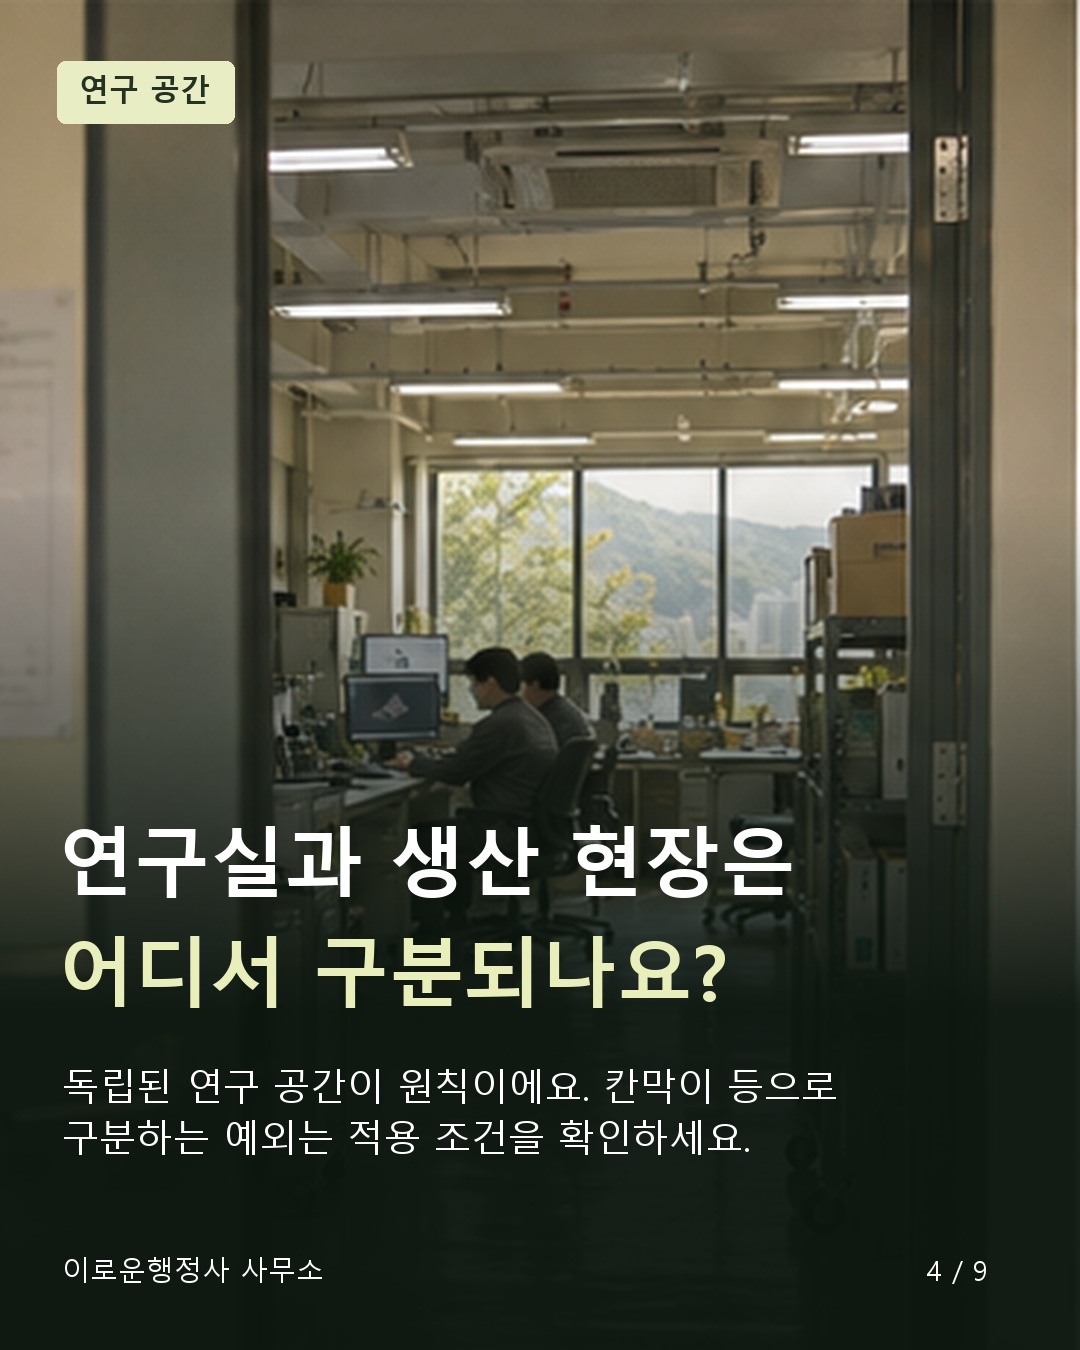 연구 공간
연구실과 생산 현장은
어디서 구분되나요?
독립된 연구 공간이 원칙이에요. 칸막이 등으로
구분하는 예외는 적용 조건을 확인하세요.
이로운행정사 사무소
4 / 9